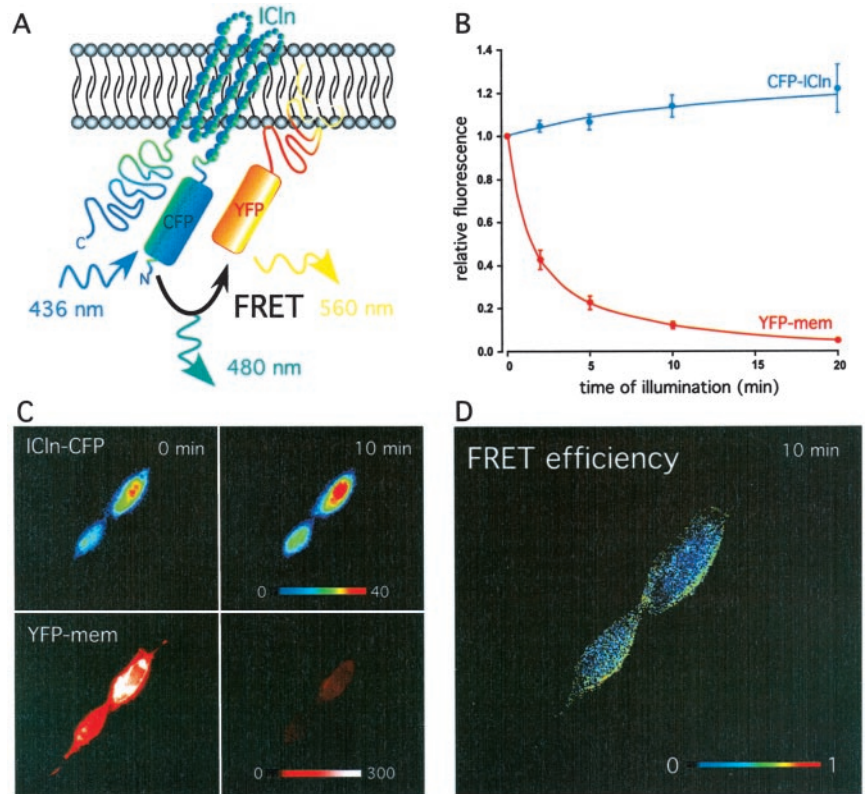 A
ICln
CFP
YFP
C
N
436 nm
FRET
560 nm
480 nm
B
1.4
1.2
1.0
0.8
0.6
0.4
0.2
0.0
relative fluorescence
CFP-ICln
YFP-mem
0 5 10 15 20
time of illumination (min)
C
ICln-CFP 0 min
10 min
0 40
YFP-mem
0 300
D
FRET efficiency 10 min
0 1